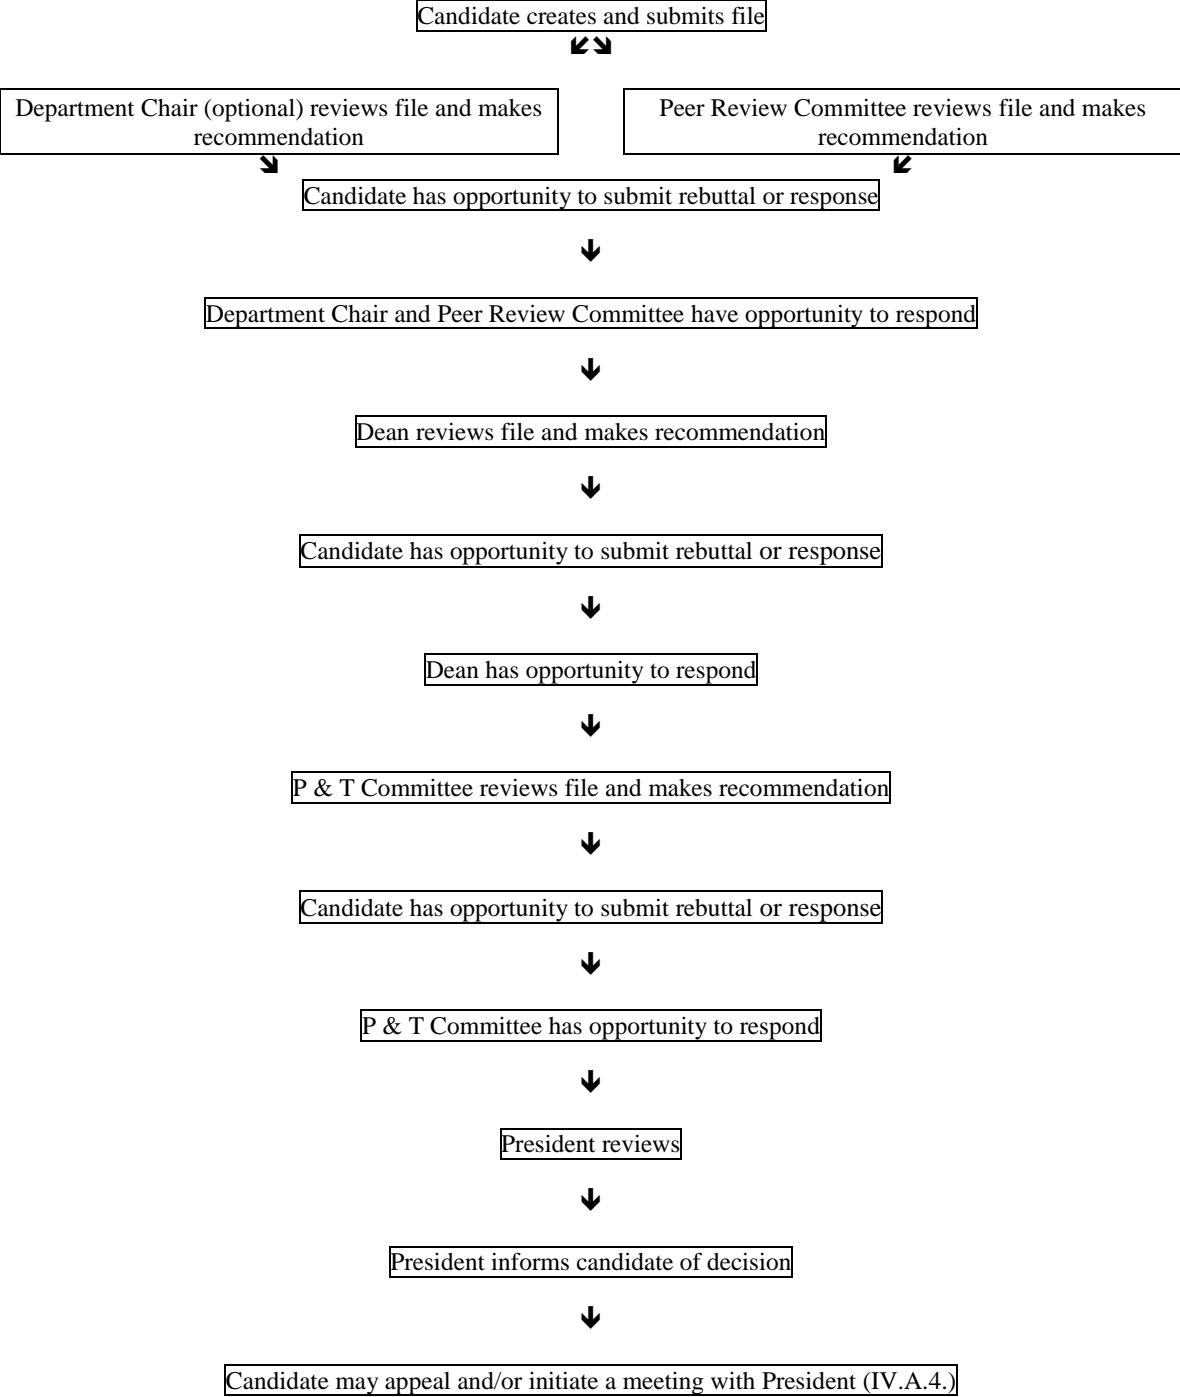 Candidate creates and submits file
Department Chair (optional) reviews file and makes
recommendation
Peer Review Committee reviews file and makes
recommendation
Candidate has opportunity to submit rebuttal or response
Department Chair and Peer Review Committee have opportunity to respond
Dean reviews file and makes recommendation
Candidate has opportunity to submit rebuttal or response
Dean has opportunity to respond
P & T Committee reviews file and makes recommendation
Candidate has opportunity to submit rebuttal or response
P & T Committee has opportunity to respond
President reviews
President informs candidate of decision
Candidate may appeal and/or initiate a meeting with President (IV.A.4.)